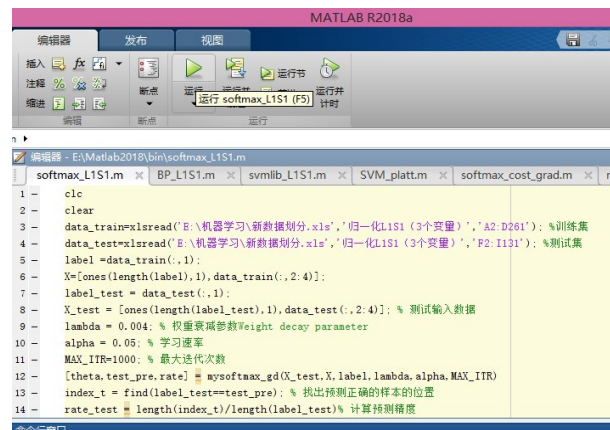 MATLAB R2018a
编辑器 发布 视图
插入 fx
注释 %
缩进
断点
运行
运行节
运行并
计时
运行 softmax_L1S1 (F5)
编辑 断点 运行
编辑器 - E:\Matlab2018\bin\softmax_L1S1.m
softmax_L1S1.m × BP_L1S1.m × svmlib_L1S1.m × SVM_platt.m × softmax_cost_grad.m ×
1 - clc
2 - clear
3 - data_train=xlsread('E:\机器学习\新数据划分.xls','归一化L1S1（3个变量）','A2:D261'); %训练集
4 - data_test=xlsread('E:\机器学习\新数据划分.xls','归一化L1S1（3个变量）','F2:I131'); %测试集
5 - label =data_train(:,1);
6 - X=[ones(length(label),1),data_train(:,2:4)];
7 - label_test = data_test(:,1);
8 - X_test = [ones(length(label_test),1),data_test(:,2:4)]; % 测试输入数据
9 - lambda = 0.004; % 权重衰减参数Weight decay parameter
10 - alpha = 0.05; % 学习速率
11 - MAX_ITR=1000; % 最大迭代次数
12 - [theta,test_pre,rate] = mysoftmax_gd(X_test,X,label,lambda,alpha,MAX_ITR)
13 - index_t = find(label_test==test_pre); % 找出预测正确的样本的位置
14 - rate_test = length(index_t)/length(label_test)% 计算预测精度